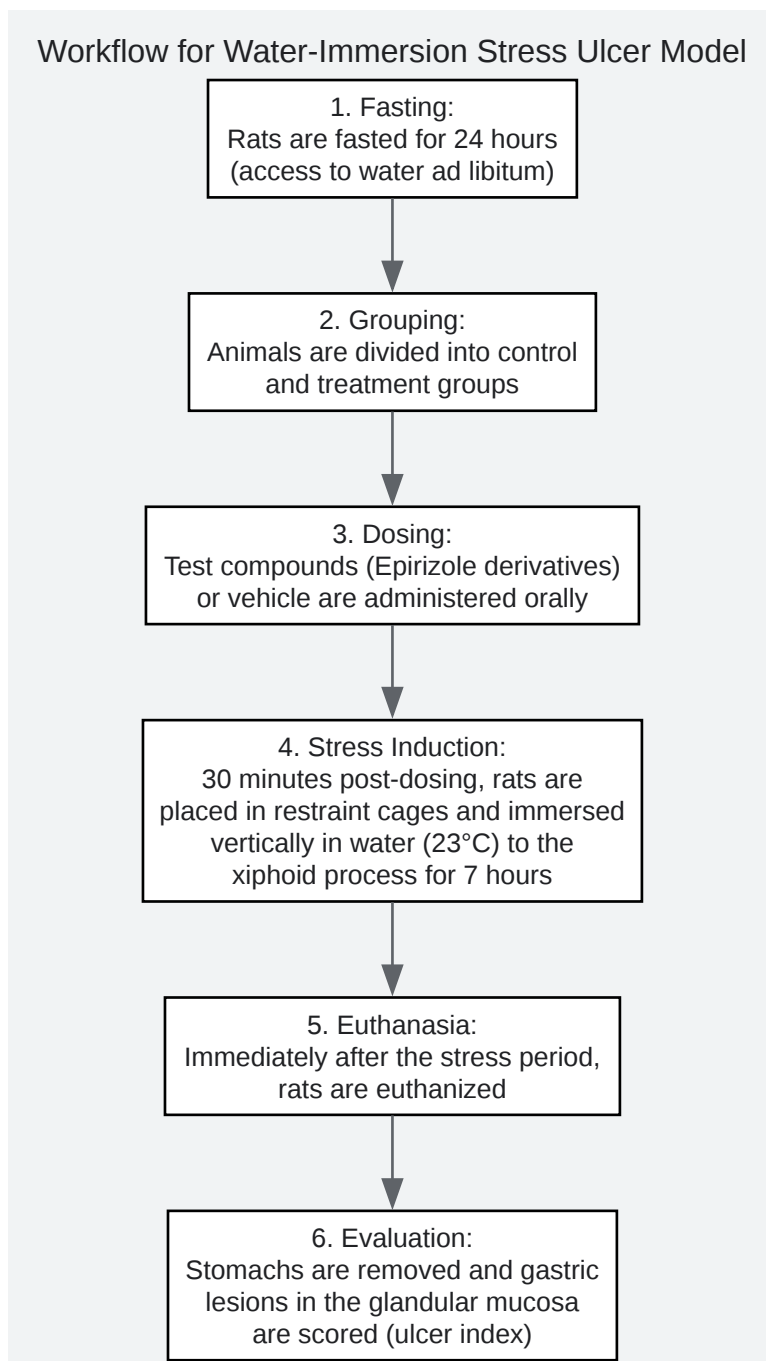 Workflow for Water-Immersion Stress Ulcer Model
1. Fasting:
Rats are fasted for 24 hours
(access to water ad libitum)
2. Grouping:
Animals are divided into control
and treatment groups
3. Dosing:
Test compounds (Epirizole derivatives)
or vehicle are administered orally
4. Stress Induction:
30 minutes post-dosing, rats are
placed in restraint cages and immersed
vertically in water (23°C) to the
xiphoid process for 7 hours
5. Euthanasia:
Immediately after the stress period,
rats are euthanized
6. Evaluation:
Stomachs are removed and gastric
lesions in the glandular mucosa
are scored (ulcer index)